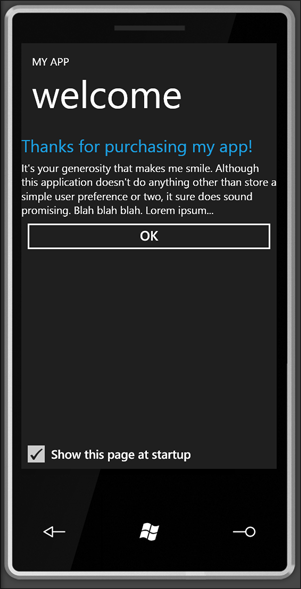 MY APP
welcome
Thanks for purchasing my app!
It's your generosity that makes me smile. Although
this application doesn't do anything other than store a
simple user preference or two, it sure does sound
promising. Blah blah blah. Lorem ipsum...
OK
Show this page at startup